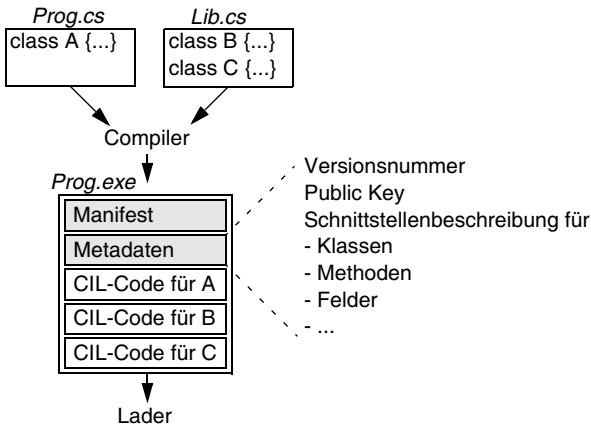 Prog.cs
Lib.cs
class A {...}
class B {...}
class C {...}
Compiler
Prog.exe
Manifest
Metadaten
CIL-Code für A
CIL-Code für B
CIL-Code für C
Lader
Versionsnummer
Public Key
Schnittstellenbeschreibung für
- Klassen
- Methoden
- Felder
- ...